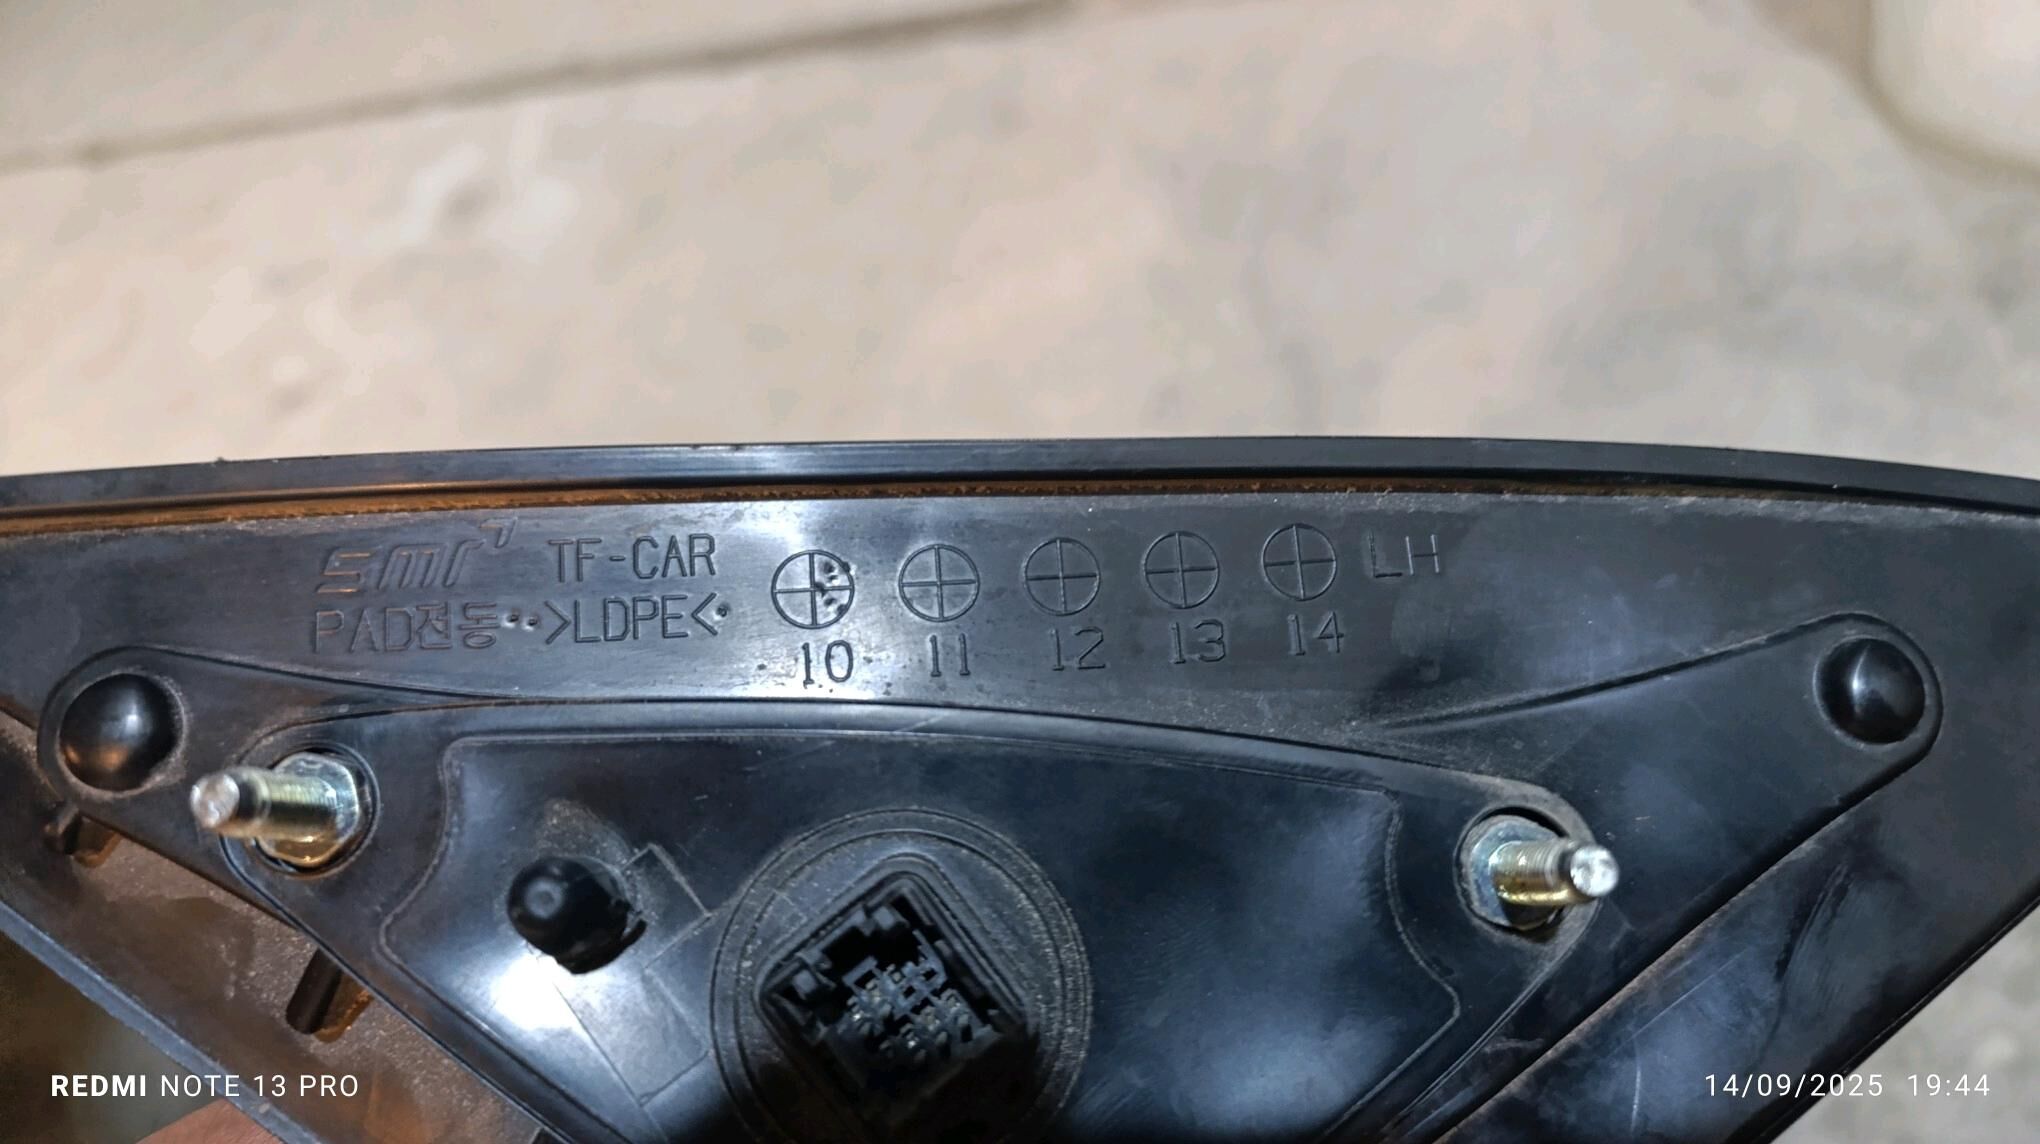 smr TF-CAR LH
PAD전동··>LDPE<·
10 11 12 13 14
REDMI NOTE 13 PRO
14/09/2025 19:44